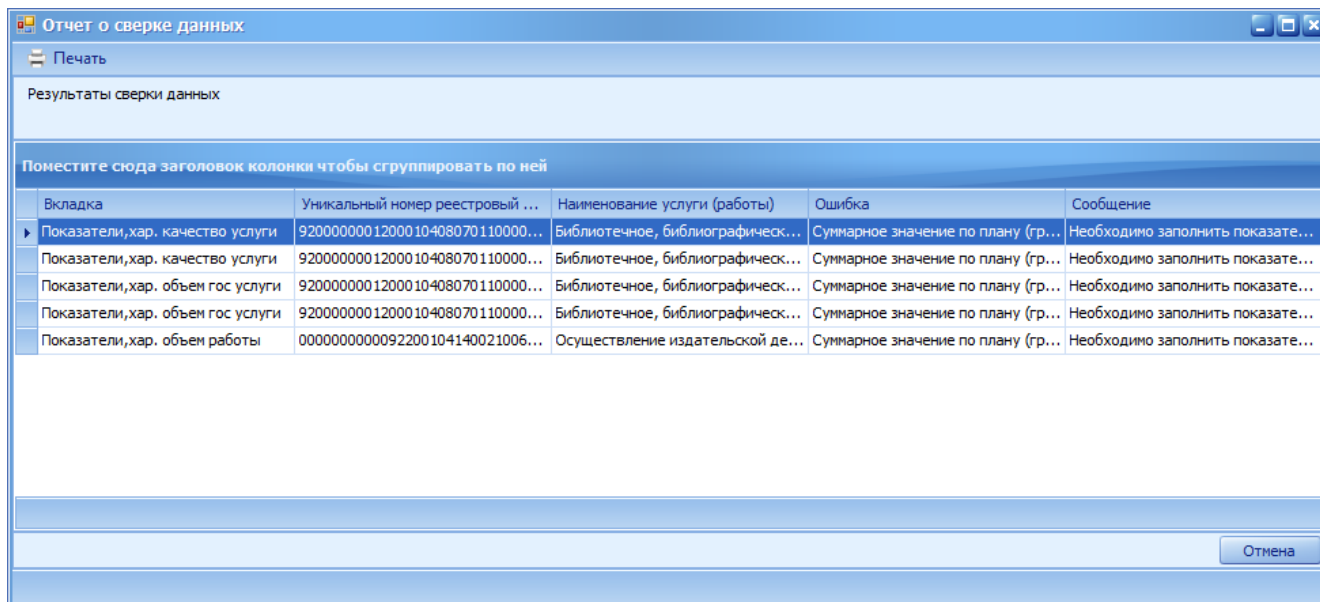 Отчет о сверке данных
Печать
Результаты сверки данных
Поместите сюда заголовок колонки чтобы сгруппировать по ней
Вкладка Уникальный номер реестровый ... Наименование услуги (работы) Ошибка Сообщение
Показатели,хар. качество услуги 9200000001200010408070110000... Библиотечное, библиографическ... Суммарное значение по плану (гр... Необходимо заполнить показате...
Показатели,хар. качество услуги 9200000001200010408070110000... Библиотечное, библиографическ... Суммарное значение по плану (гр... Необходимо заполнить показате...
Показатели,хар. объем гос услуги 9200000001200010408070110000... Библиотечное, библиографическ... Суммарное значение по плану (гр... Необходимо заполнить показате...
Показатели,хар. объем гос услуги 9200000001200010408070110000... Библиотечное, библиографическ... Суммарное значение по плану (гр... Необходимо заполнить показате...
Показатели,хар. объем работы 0000000000092200104140021006... Осуществление издательской де... Суммарное значение по плану (гр... Необходимо заполнить показате...
Отмена